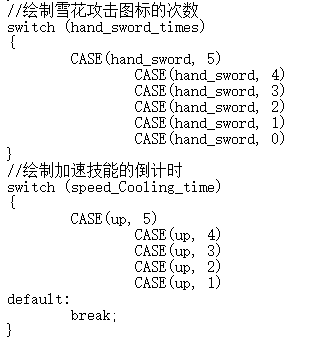 //绘制雪花攻击图标的次数
switch (hand_sword_times)
{
CASE(hand_sword, 5)
CASE(hand_sword, 4)
CASE(hand_sword, 3)
CASE(hand_sword, 2)
CASE(hand_sword, 1)
CASE(hand_sword, 0)
}
//绘制加速技能的倒计时
switch (speed_Cooling_time)
{
CASE(up, 5)
CASE(up, 4)
CASE(up, 3)
CASE(up, 2)
CASE(up, 1)
default:
break;
}